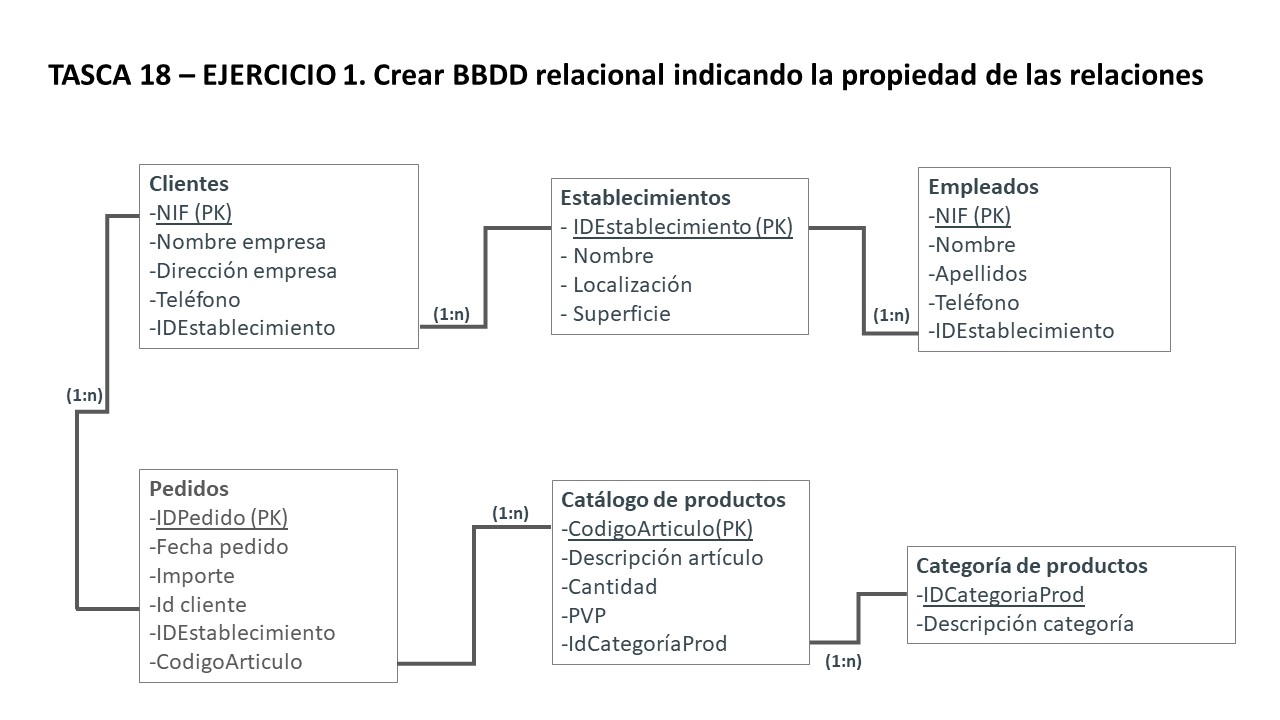 TASCA 18 – EJERCICIO 1. Crear BBDD relacional indicando la propiedad de las relaciones
Clientes
-NIF (PK)
-Nombre empresa
-Dirección empresa
-Teléfono
-IDEstablecimiento
(1:n)
Establecimientos
- IDEstablecimiento (PK)
- Nombre
- Localización
- Superficie
(1:n)
Empleados
-NIF (PK)
-Nombre
-Apellidos
-Teléfono
-IDEstablecimiento
(1:n)
Pedidos
-IDPedido (PK)
-Fecha pedido
-Importe
-Id cliente
-IDEstablecimiento
-CodigoArticulo
(1:n)
Catálogo de productos
-CodigoArticulo(PK)
-Descripción artículo
-Cantidad
-PVP
-IdCategoríaProd
(1:n)
Categoría de productos
-IDCategoriaProd
-Descripción categoría